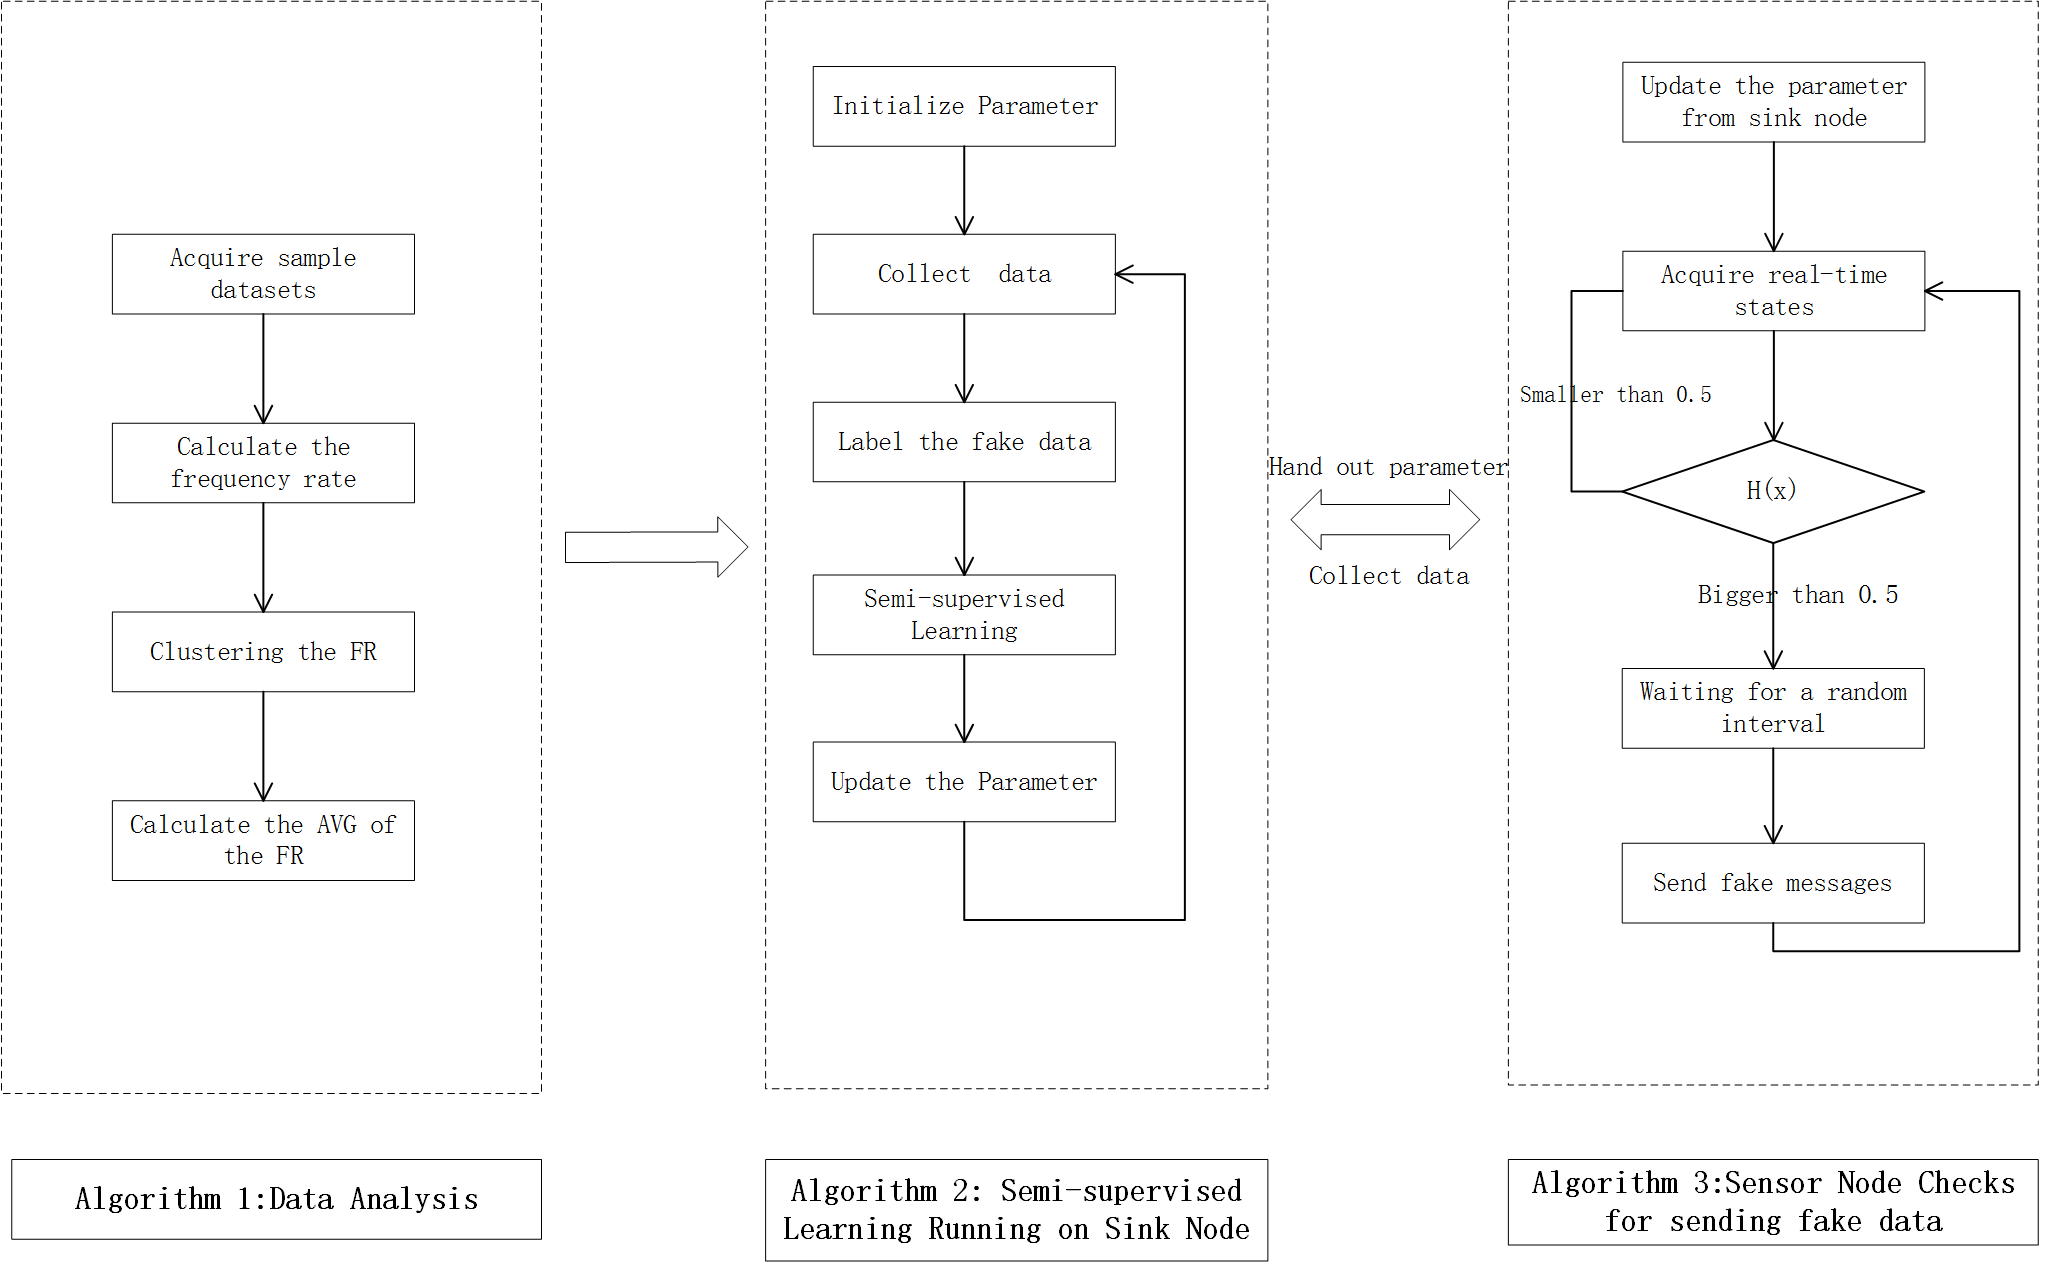 Acquire sample
datasets
Calculate the
frequency rate
Clustering the FR
Calculate the AVG of
the FR
Algorithm 1:Data Analysis
Initialize Parameter
Collect  data
Label the fake data
Semi-supervised
Learning
Update the Parameter
Algorithm 2: Semi-supervised
Learning Running on Sink Node
Hand out parameter
Collect data
Update the parameter
from sink node
Acquire real-time
states
Smaller than 0.5
H(x)
Bigger than 0.5
Waiting for a random
interval
Send fake messages
Algorithm 3:Sensor Node Checks
for sending fake data